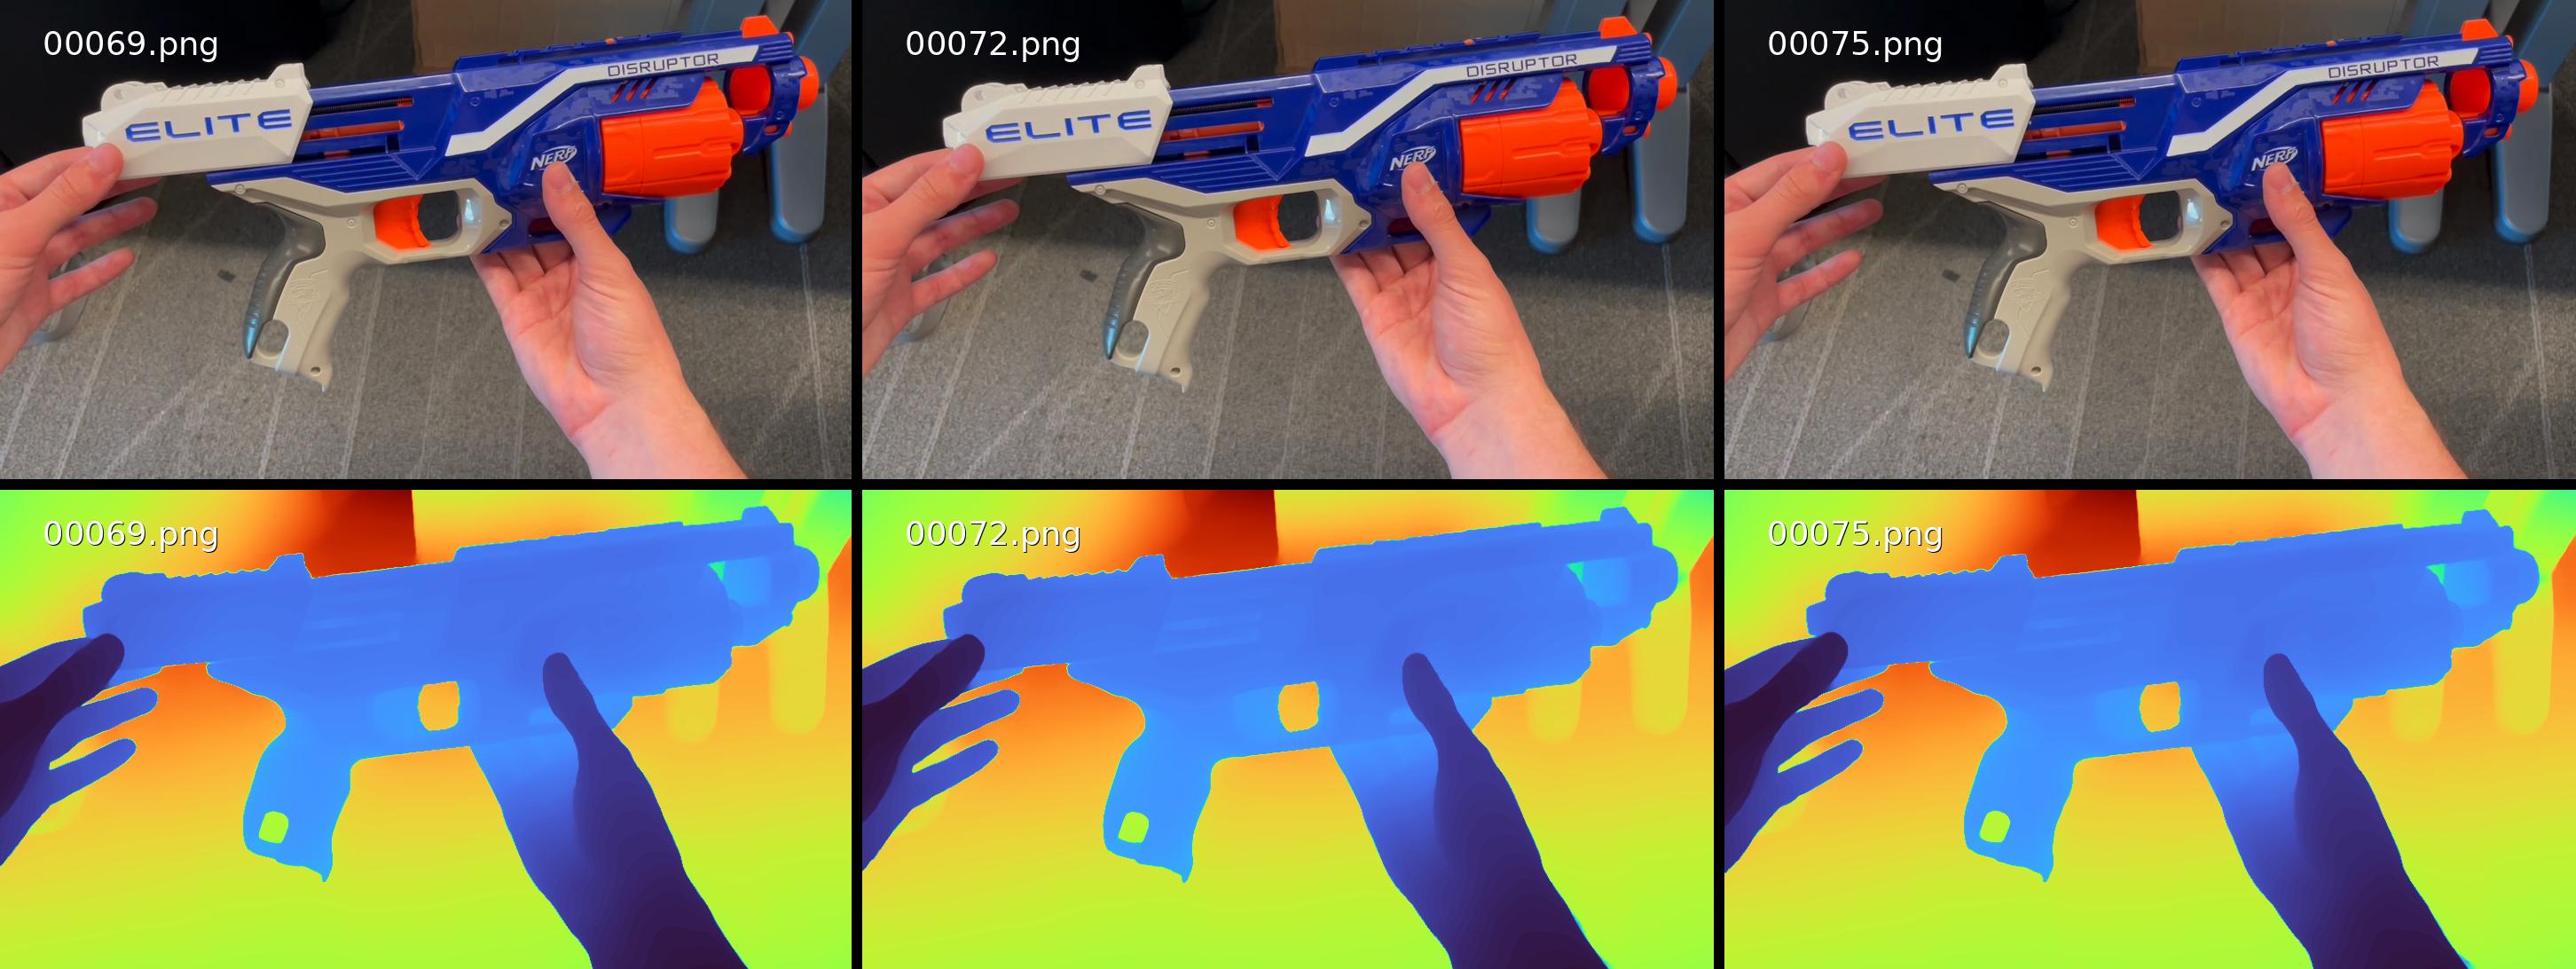 00069.png
DISRUPTOR
ELITE
NERF
00072.png
DISRUPTOR
ELITE
NERF
00075.png
DISRUPTOR
ELITE
NERF
00069.png
00072.png
00075.png